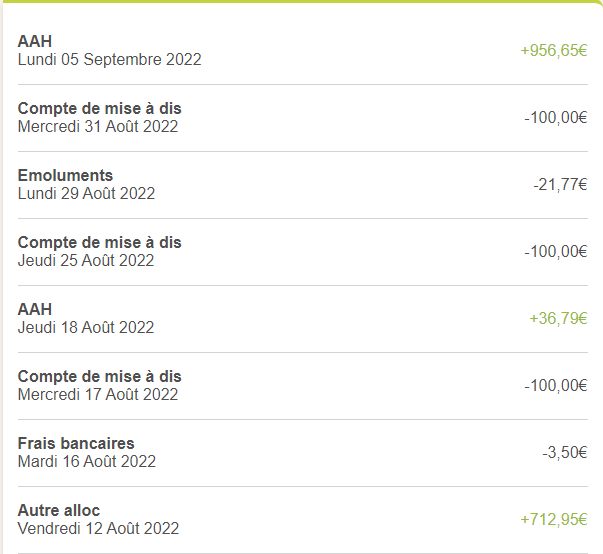 AAH
+956,65€
Lundi 05 Septembre 2022
Compte de mise à dis
-100,00€
Mercredi 31 Août 2022
Emoluments
-21,77€
Lundi 29 Août 2022
Compte de mise à dis
-100,00€
Jeudi 25 Août 2022
AAH
+36,79€
Jeudi 18 Août 2022
Compte de mise à dis
-100,00€
Mercredi 17 Août 2022
Frais bancaires
-3,50€
Mardi 16 Août 2022
Autre alloc
+712,95€
Vendredi 12 Août 2022